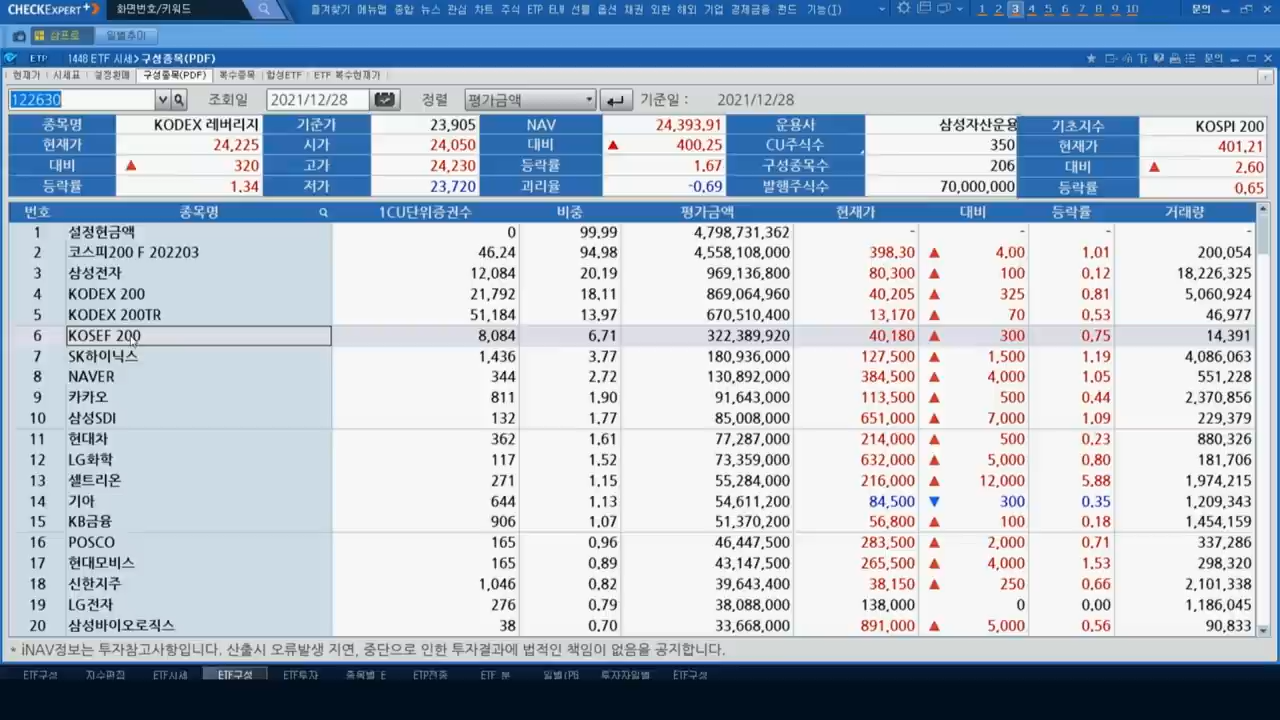 CHECKEXPERT+ 화면번호/키워드 즐겨찾기 메뉴맵 종합 뉴스 관심 차트 주식 ETP ELW 선물 옵션 채권 외환 해외 기업 경제금융 펀드 기능(I) 1 2 3 4 5 6 7 8 9 10 문의
삼프로 일별추이
ETP 1448 ETF 시세>구성종목(PDF) 문의
현재가 시세표 설정환매 구성종목(PDF) 복수종목 합성ETF ETF 복수현재가
122630 조회일 2021/12/28 정렬 평가금액 기준일 : 2021/12/28
종목명 KODEX 레버리지 기준가 23,905 NAV 24,393.91 운용사 삼성자산운용 기초지수 KOSPI 200
현재가 24,225 시가 24,050 대비 ▲ 400.25 CU주식수 350 현재가 401.21
대비 ▲ 320 고가 24,230 등락률 1.67 구성종목수 206 대비 ▲ 2.60
등락률 1.34 저가 23,720 괴리율 -0.69 발행주식수 70,000,000 등락률 0.65
번호 종목명 1CU단위증권수 비중 평가금액 현재가 대비 등락률 거래량
1 설정현금액 0 99.99 4,798,731,362 - - - -
2 코스피200 F 202203 46.24 94.98 4,558,108,000 398.30 ▲ 4.00 1.01 200,054
3 삼성전자 12,084 20.19 969,136,800 80,300 ▲ 100 0.12 18,226,325
4 KODEX 200 21,792 18.11 869,064,960 40,205 ▲ 325 0.81 5,060,924
5 KODEX 200TR 51,184 13.97 670,510,400 13,170 ▲ 70 0.53 46,977
6 KOSEF 200 8,084 6.71 322,389,920 40,180 ▲ 300 0.75 14,391
7 SK하이닉스 1,436 3.77 180,936,000 127,500 ▲ 1,500 1.19 4,086,063
8 NAVER 344 2.72 130,892,000 384,500 ▲ 4,000 1.05 551,228
9 카카오 811 1.90 91,643,000 113,500 ▲ 500 0.44 2,370,856
10 삼성SDI 132 1.77 85,008,000 651,000 ▲ 7,000 1.09 229,379
11 현대차 362 1.61 77,287,000 214,000 ▲ 500 0.23 880,326
12 LG화학 117 1.52 73,359,000 632,000 ▲ 5,000 0.80 181,706
13 셀트리온 271 1.15 55,284,000 216,000 ▲ 12,000 5.88 1,974,215
14 기아 644 1.13 54,611,200 84,500 ▼ 300 0.35 1,209,343
15 KB금융 906 1.07 51,370,200 56,800 ▲ 100 0.18 1,454,159
16 POSCO 165 0.96 46,447,500 283,500 ▲ 2,000 0.71 337,286
17 현대모비스 165 0.89 43,147,500 265,500 ▲ 4,000 1.53 298,320
18 신한지주 1,046 0.82 39,643,400 38,150 ▲ 250 0.66 2,101,338
19 LG전자 276 0.79 38,088,000 138,000 0 0.00 1,186,045
20 삼성바이오로직스 38 0.70 33,668,000 891,000 ▲ 5,000 0.56 90,833
* iNAV정보는 투자참고사항입니다. 산출시 오류발생 지연, 중단으로 인한 투자결과에 법적인 책임이 없음을 공지합니다.
ETF구성 지수편집 ETF시세 ETF구성 ETF투자 종목별 E ETP전종 ETF 분 일별(PG 투자자일별 ETF구성